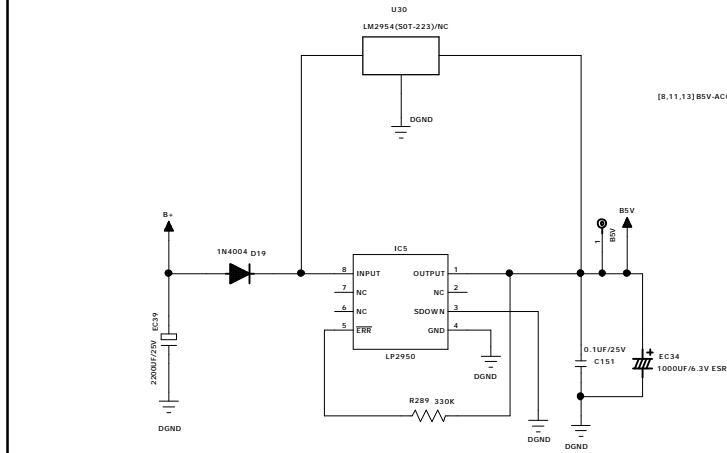 U30
LM2954(SOT-223)/NC
DGND
[8,11,13] B5V-AC
B+
B5V
1
B5V
1N4004 D19
IC5
8 INPUT OUTPUT 1
7 NC NC 2
6 NC SDOWN 3
5 ERR GND 4
LP2950
EC39
2200UF/25V
DGND
0.1UF/25V
C151
EC34
1000UF/6.3V ESR
R289 330K
DGND
DGND
DGND